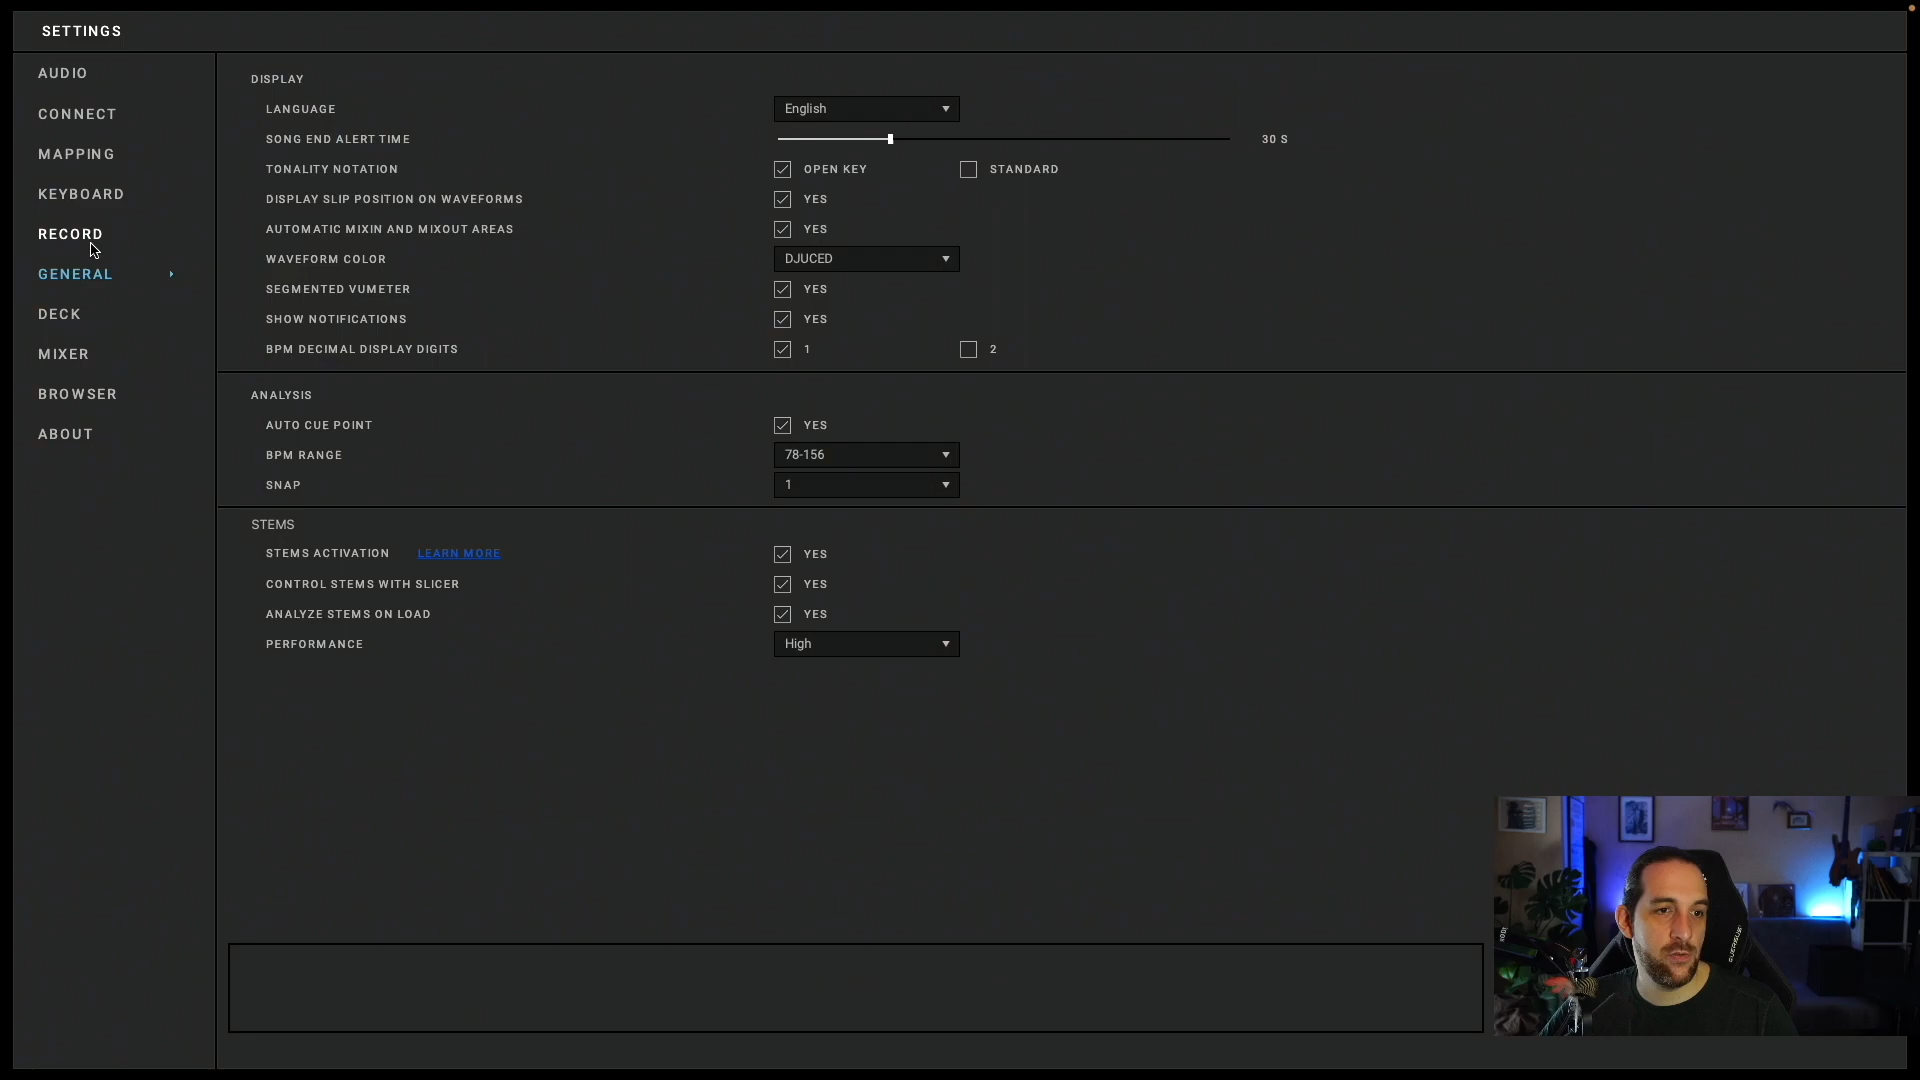 SETTINGS
AUDIO
CONNECT
MAPPING
KEYBOARD
RECORD
GENERAL
DECK
MIXER
BROWSER
ABOUT
DISPLAY
LANGUAGE English
SONG END ALERT TIME 30 S
TONALITY NOTATION OPEN KEY STANDARD
DISPLAY SLIP POSITION ON WAVEFORMS YES
AUTOMATIC MIXIN AND MIXOUT AREAS YES
WAVEFORM COLOR DJUCED
SEGMENTED VUMETER YES
SHOW NOTIFICATIONS YES
BPM DECIMAL DISPLAY DIGITS 1 2
ANALYSIS
AUTO CUE POINT YES
BPM RANGE 78-156
SNAP 1
STEMS
STEMS ACTIVATION LEARN MORE YES
CONTROL STEMS WITH SLICER YES
ANALYZE STEMS ON LOAD YES
PERFORMANCE High